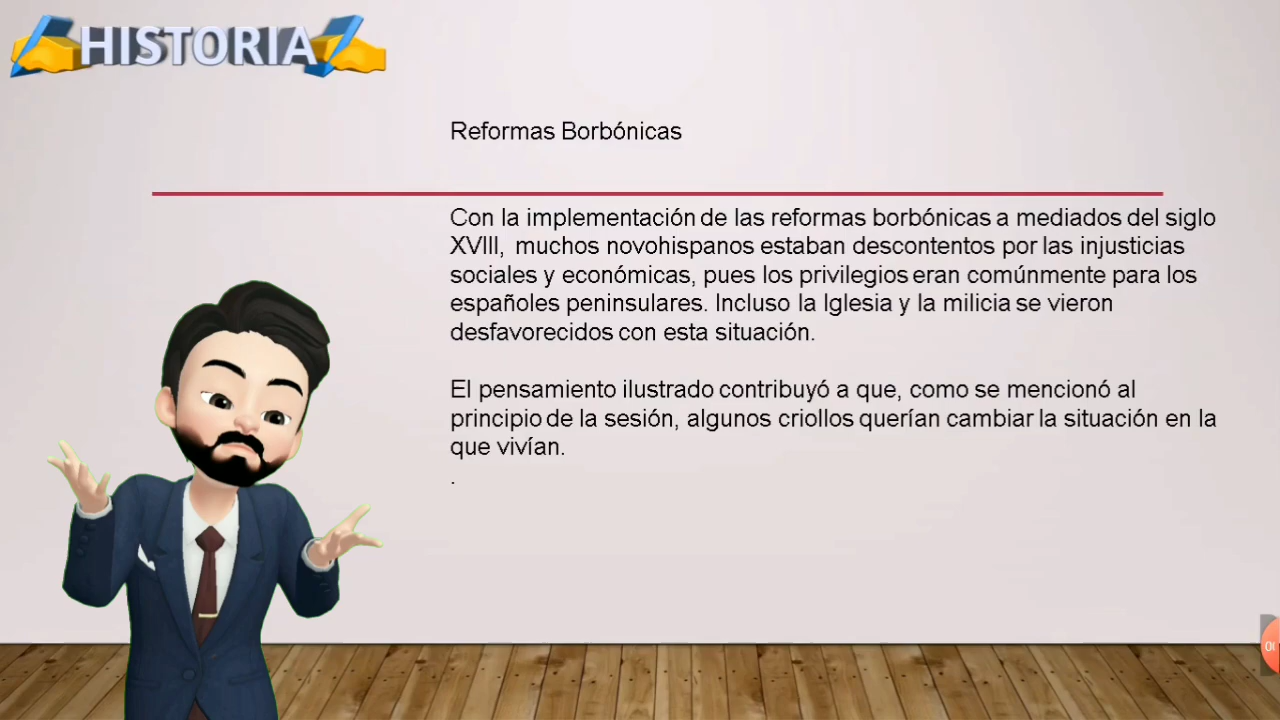 HISTORIA
Reformas Borbónicas
Con la implementación de las reformas borbónicas a mediados del siglo
XVIII, muchos novohispanos estaban descontentos por las injusticias
sociales y económicas, pues los privilegios eran comúnmente para los
españoles peninsulares. Incluso la Iglesia y la milicia se vieron
desfavorecidos con esta situación.
El pensamiento ilustrado contribuyó a que, como se mencionó al
principio de la sesión, algunos criollos querían cambiar la situación en la
que vivían.
.